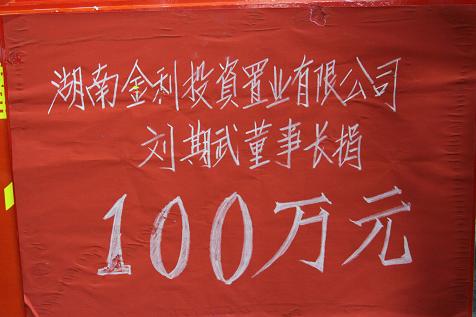 湖南金利投資置业有限公司
刘期武董事长捐
100万元